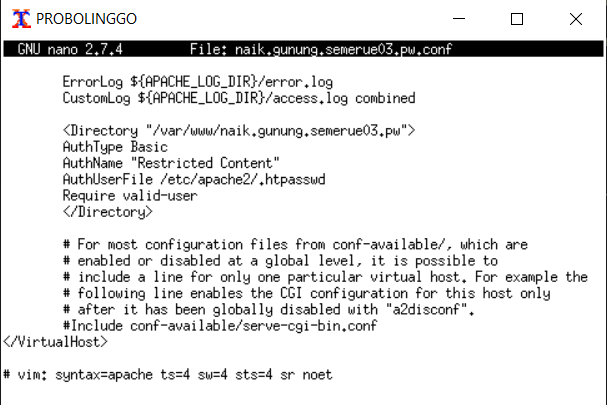 PROBOLINGGO
GNU nano 2.7.4 File: naik.gunung.semerue03.pw.conf
ErrorLog ${APACHE_LOG_DIR}/error.log
CustomLog ${APACHE_LOG_DIR}/access.log combined
<Directory "/var/www/naik.gunung.semerue03.pw">
AuthType Basic
AuthName "Restricted Content"
AuthUserFile /etc/apache2/.htpasswd
Require valid-user
</Directory>
# For most configuration files from conf-available/, which are
# enabled or disabled at a global level, it is possible to
# include a line for only one particular virtual host. For example the
# following line enables the CGI configuration for this host only
# after it has been globally disabled with "a2disconf".
#Include conf-available/serve-cgi-bin.conf
</VirtualHost>
# vim: syntax=apache ts=4 sw=4 sts=4 sr noet